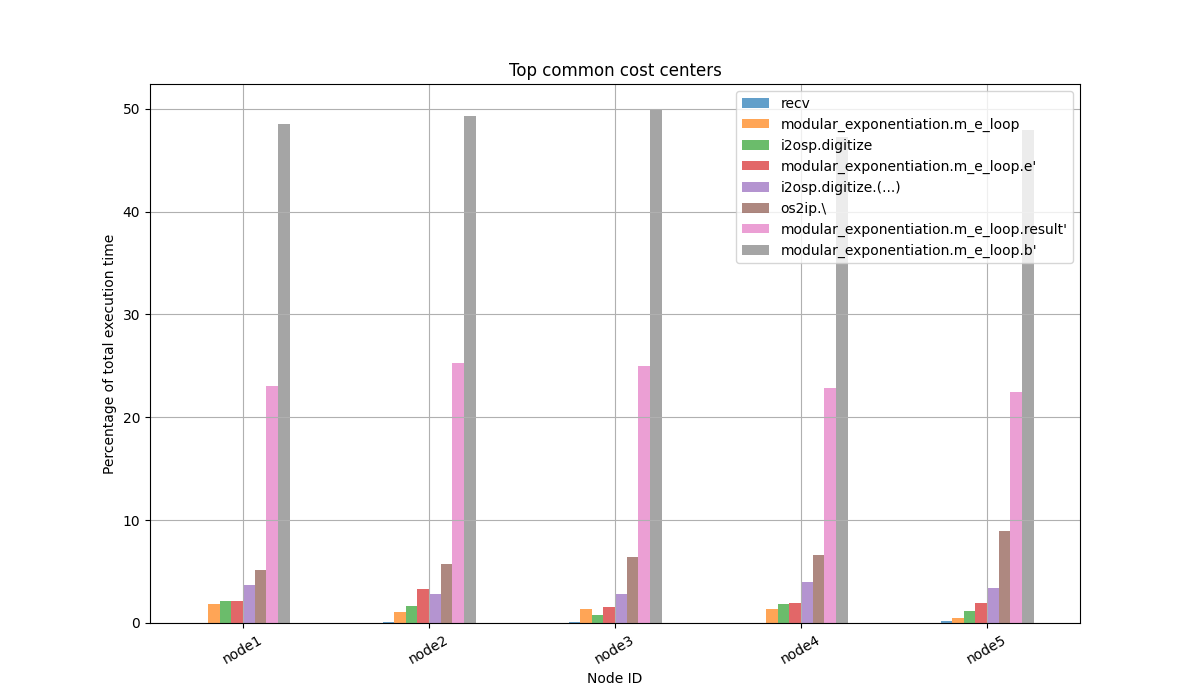 Top common cost centers
50
40
30
20
10
0
Percentage of total execution time
recv
modular_exponentiation.m_e_loop
i2osp.digitize
modular_exponentiation.m_e_loop.e'
i2osp.digitize.(...)
os2ip.\
modular_exponentiation.m_e_loop.result'
modular_exponentiation.m_e_loop.b'
node1
node2
node3
node4
node5
Node ID